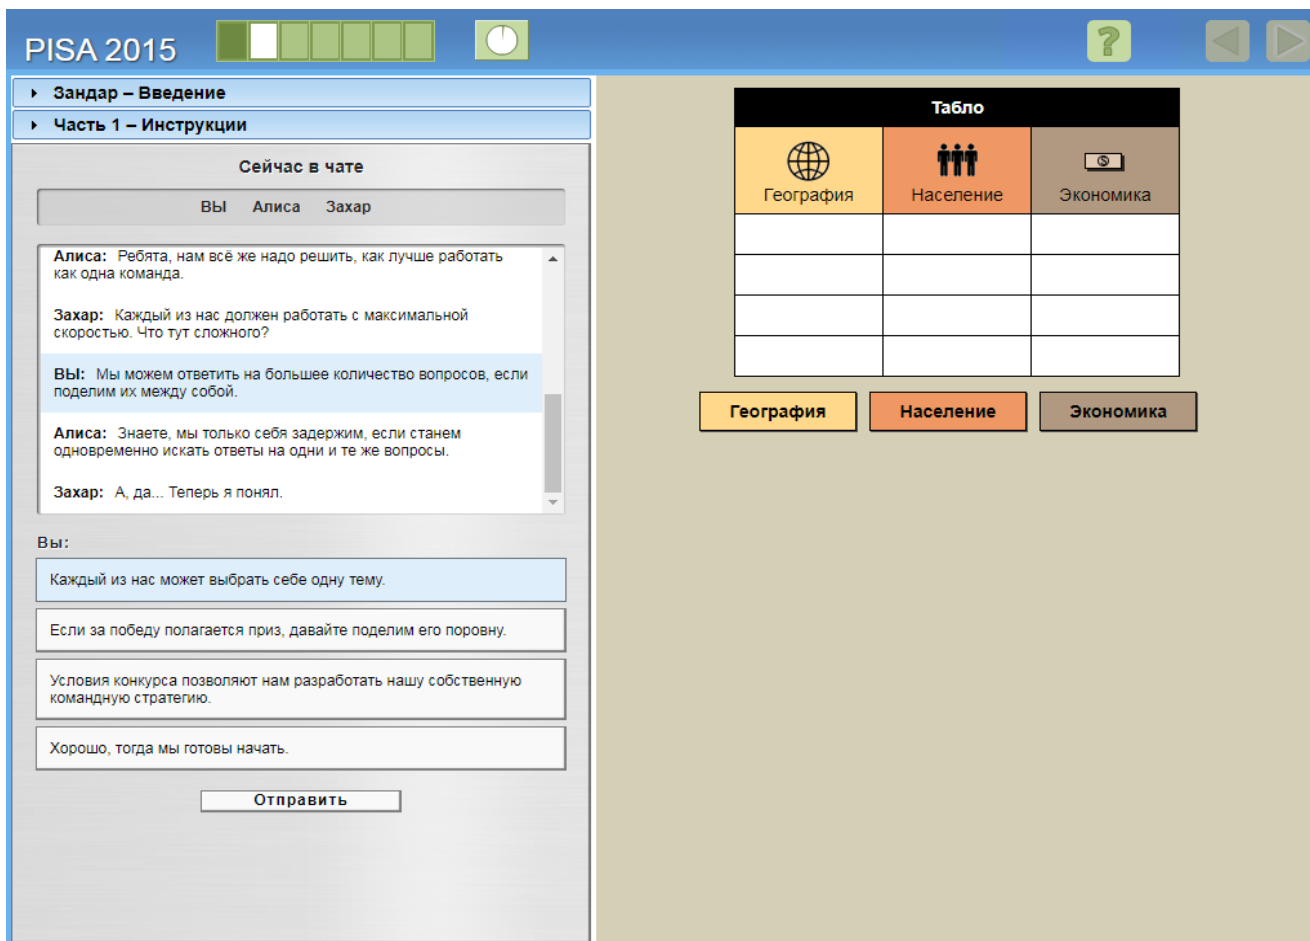 PISA 2015
?
Зандар – Введение
Часть 1 – Инструкции
Сейчас в чате
ВЫ Алиса Захар
Алиса: Ребята, нам всё же надо решить, как лучше работать
как одна команда.
Захар: Каждый из нас должен работать с максимальной
скоростью. Что тут сложного?
ВЫ: Мы можем ответить на большее количество вопросов, если
поделим их между собой.
Алиса: Знаете, мы только себя задержим, если станем
одновременно искать ответы на одни и те же вопросы.
Захар: А, да... Теперь я понял.
Вы:
Каждый из нас может выбрать себе одну тему.
Если за победу полагается приз, давайте поделим его поровну.
Условия конкурса позволяют нам разработать нашу собственную
командную стратегию.
Хорошо, тогда мы готовы начать.
Отправить
Табло
$
География Население Экономика
География Население Экономика